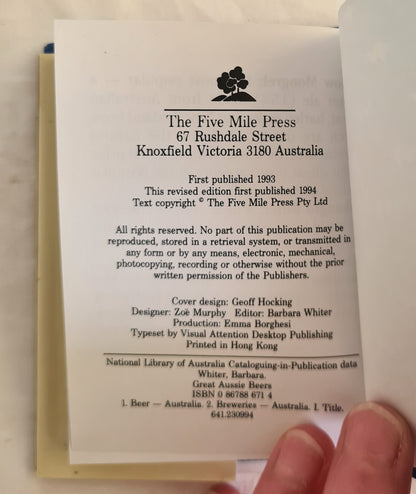 The Five Mile Press
67 Rushdale Street
Knoxfield Victoria 3180 Australia
First published 1993
This revised edition first published 1994
Text copyright © The Five Mile Press Pty Ltd
All rights reserved. No part of this publication may be
reproduced, stored in a retrieval system, or transmitted in
any form or by any means, electronic, mechanical,
photocopying, recording or otherwise without the prior
written permission of the Publishers.
Cover design: Geoff Hocking
Designer: Zoë Murphy Editor: Barbara Whiter
Production: Emma Borghesi
Typeset by Visual Attention Desktop Publishing
Printed in Hong Kong
National Library of Australia Cataloguing-in-Publication data
Whiter, Barbara.
Great Aussie Beers
ISBN 0 86788 671 4
1. Beer — Australia. 2. Breweries — Australia. I. Title.
641.230994